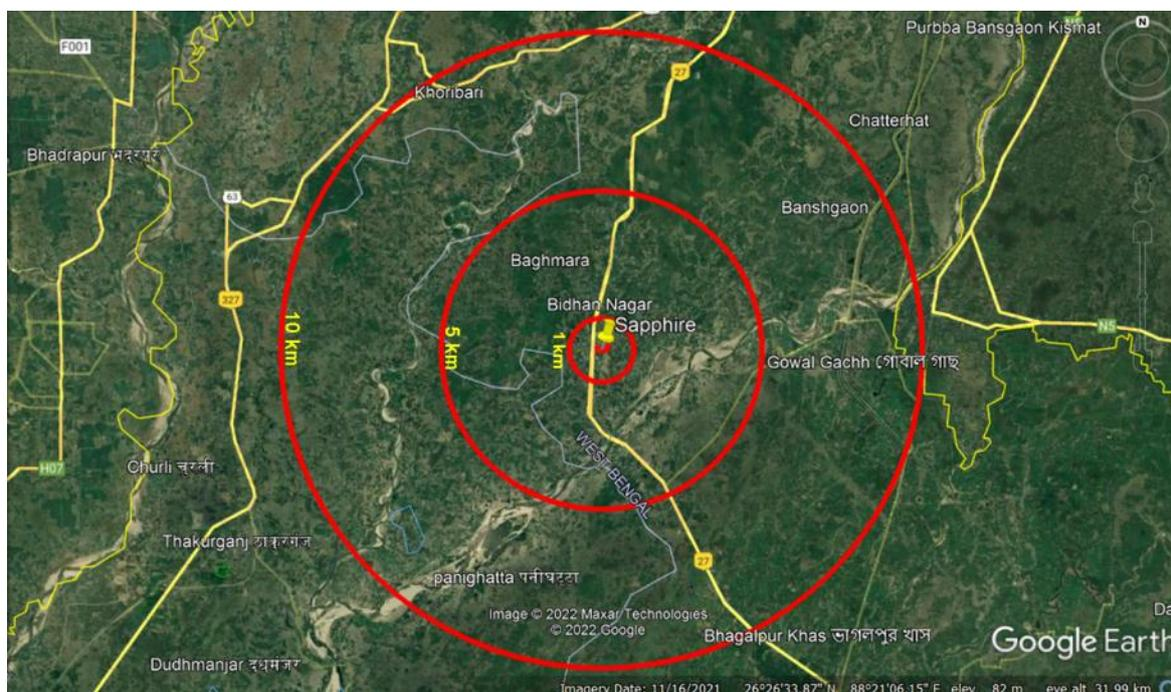 Purbba Bansgaon Kismat
N5
N
F001
27
Khoribari
Chatterhat
Bhadrapur भद्रपुर
63
Banshgaon
Baghmara
327
Bidhan Nagar
Sapphire
10 km
5 km
1 km
N5
Gowal Gachh গোবাল গাছ
WEST BENGAL
H07
Churli चुरली
Thakurganj ठाकुरगंज
27
panighatta पनीघट्टा
Image © 2022 Maxar Technologies
© 2022 Google
Bhagalpur Khas ভাগলপুর খাস
Google Earth
Dudhmanjar दूधमंजर
Imagery Date: 11/16/2021 26°26'33.87" N 88°21'06.15" E elev 82 m eye alt 31.99 km